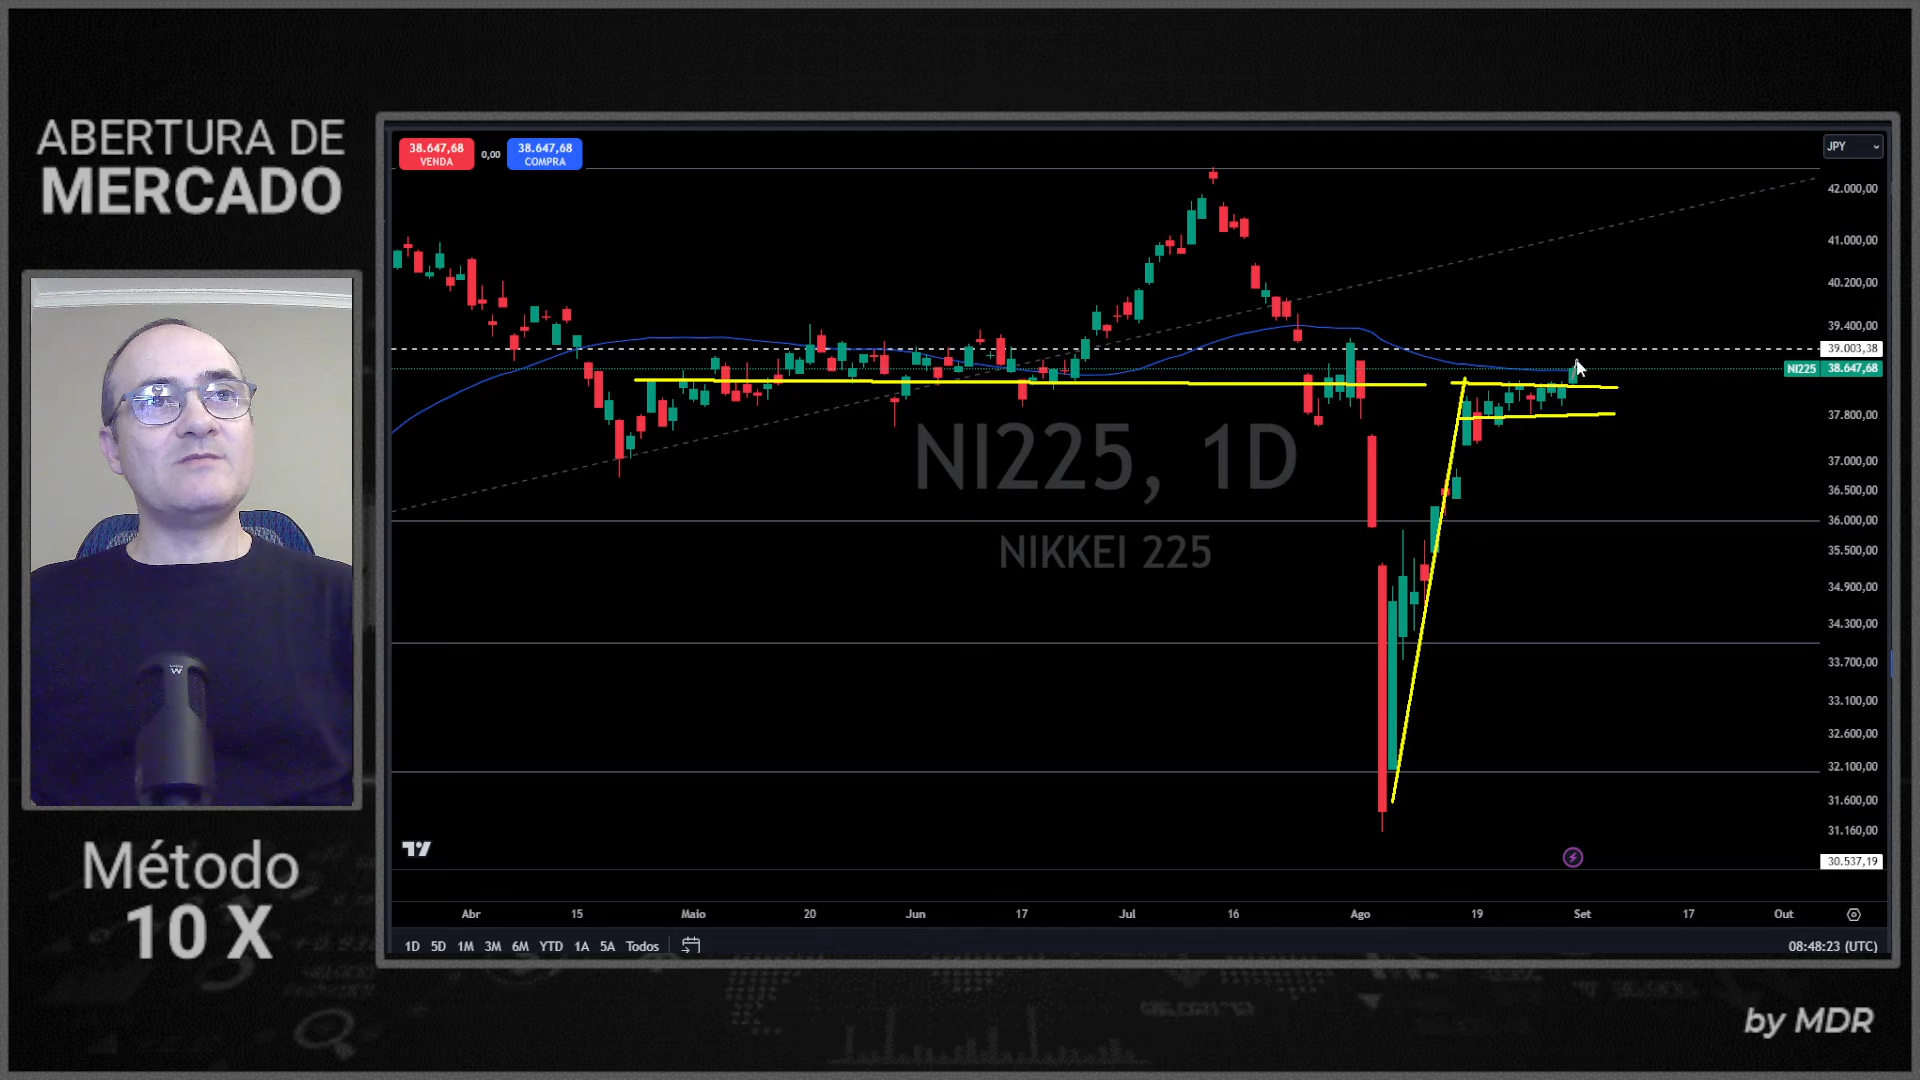 ABERTURA DE
MERCADO
Método
10 X
38.647,68
VENDA
0,00
38.647,68
COMPRA
JPY
42.000,00
41.000,00
40.200,00
39.400,00
39.003,38
NI225 38.647,68
37.800,00
37.000,00
36.500,00
36.000,00
35.500,00
34.900,00
34.300,00
33.700,00
33.100,00
32.600,00
32.100,00
31.600,00
31.160,00
30.537,19
NI225, 1D
NIKKEI 225
Abr 15 Maio 20 Jun 17 Jul 16 Ago 19 Set 17 Out
1D 5D 1M 3M 6M YTD 1A 5A Todos
08:48:23 (UTC)
by MDR